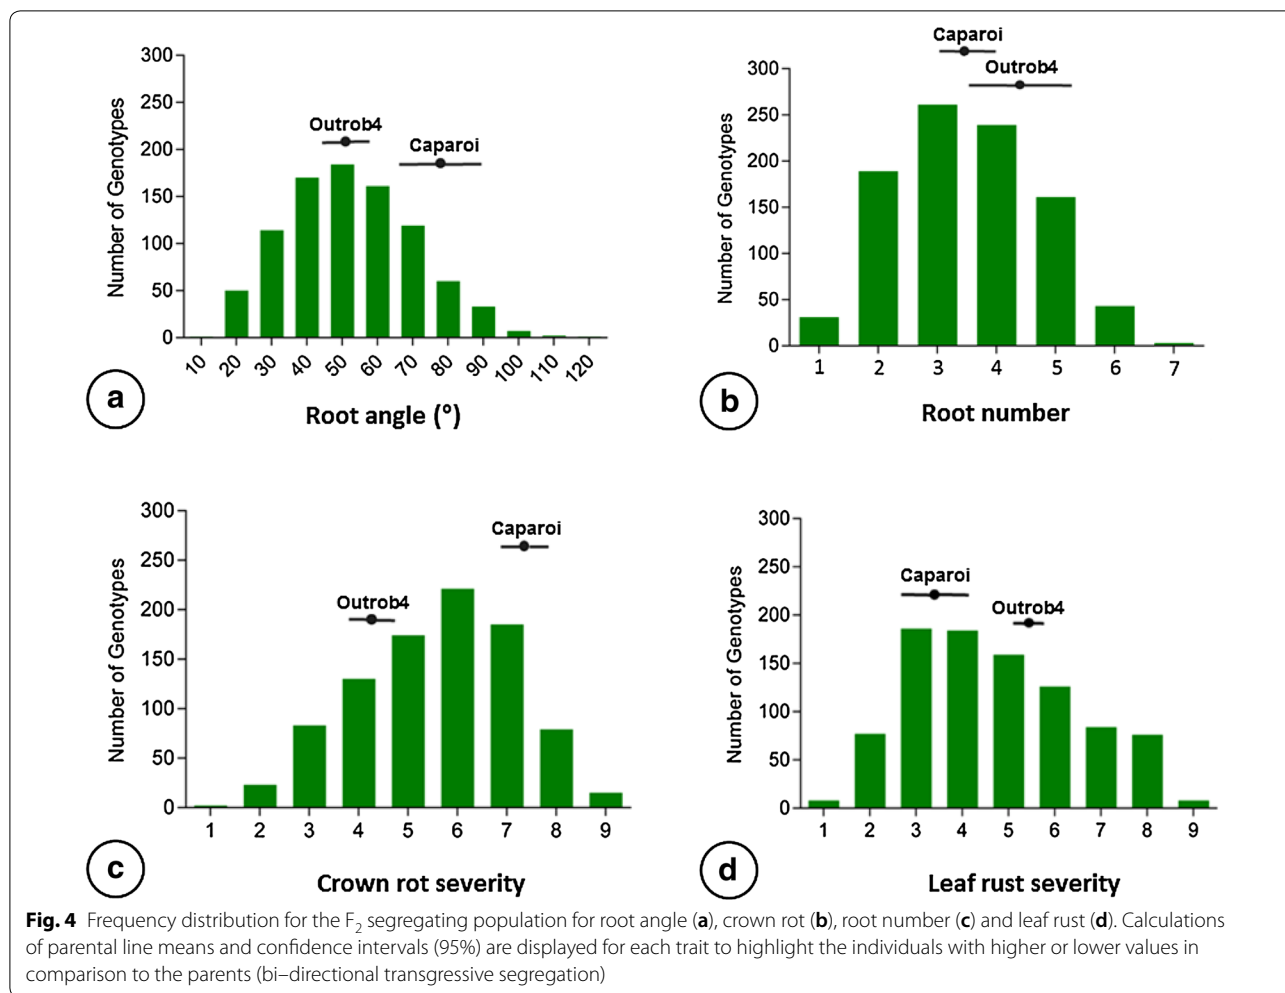 300
250
200
150
100
50
0
Number of Genotypes
Outrob4
Caparoi
10 20 30 40 50 60 70 80 90 100 110 120
a
Root angle (°)
Caparoi
Outrob4
300
250
200
150
100
50
0
Number of Genotypes
1 2 3 4 5 6 7
b
Root number
300
250
200
150
100
50
0
Number of Genotypes
Caparoi
Outrob4
1 2 3 4 5 6 7 8 9
c
Crown rot severity
300
250
200
150
100
50
0
Number of Genotypes
Caparoi
Outrob4
1 2 3 4 5 6 7 8 9
d
Leaf rust severity
Fig. 4 Frequency distribution for the F2 segregating population for root angle (a), crown rot (b), root number (c) and leaf rust (d). Calculations
of parental line means and confidence intervals (95%) are displayed for each trait to highlight the individuals with higher or lower values in
comparison to the parents (bi–directional transgressive segregation)